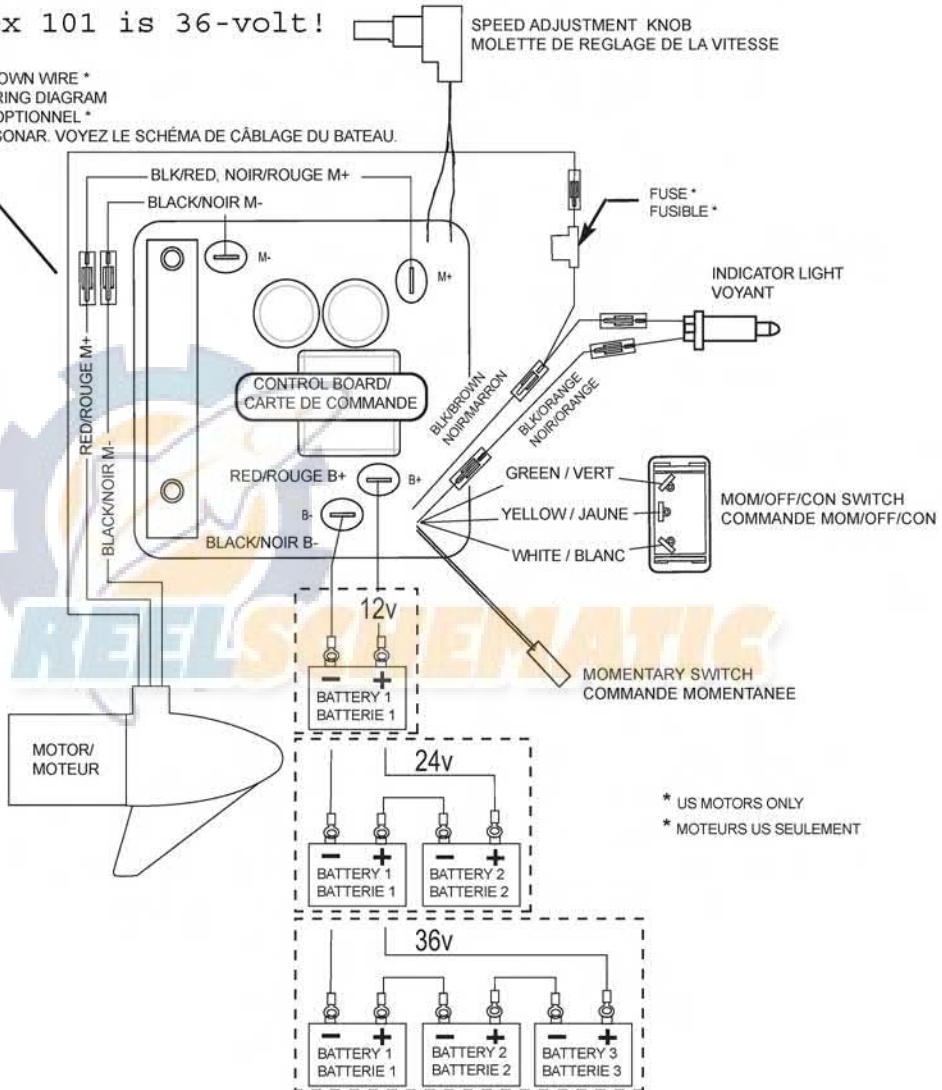 x 101 is 36-volt!
SPEED ADJUSTMENT KNOB
MOLETTE DE REGLAGE DE LA VITESSE
OWN WIRE *
RING DIAGRAM
OPTIONNEL *
SONAR. VOYEZ LE SCHÉMA DE CÂBLAGE DU BATEAU.
BLK/RED, NOIR/ROUGE M+
BLACK/NOIR M-
FUSE *
FUSIBLE *
M-
M+
INDICATOR LIGHT
VOYANT
RED/ROUGE M+
BLACK/NOIR M-
CONTROL BOARD/
CARTE DE COMMANDE
BLK/BROWN
NOIR/MARRON
BLK/ORANGE
NOIR/ORANGE
RED/ROUGE B+
B+
B-
BLACK/NOIR B-
GREEN / VERT
YELLOW / JAUNE
WHITE / BLANC
MOM/OFF/CON SWITCH
COMMANDE MOM/OFF/CON
12v
REELSCHEMATIC
- +
BATTERY 1
BATTERIE 1
MOMENTARY SWITCH
COMMANDE MOMENTANEE
MOTOR/
MOTEUR
24v
- + - +
BATTERY 1 BATTERY 2
BATTERIE 1 BATTERIE 2
* US MOTORS ONLY
* MOTEURS US SEULEMENT
36v
- + - + - +
BATTERY 1 BATTERY 2 BATTERY 3
BATTERIE 1 BATTERIE 2 BATTERIE 3